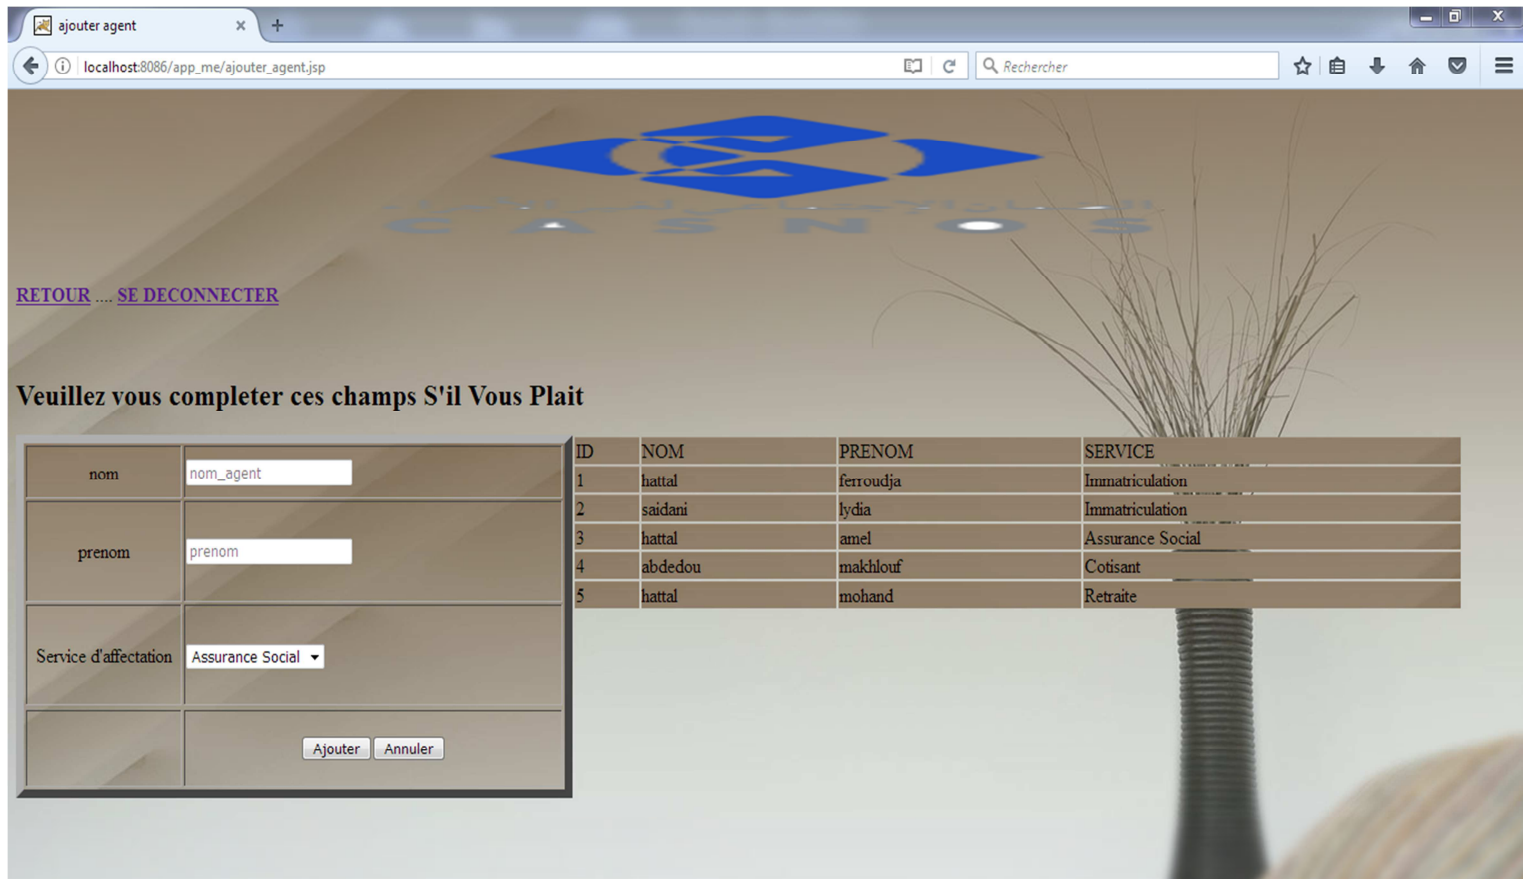 ajouter agent
localhost:8086/app_me/ajouter_agent.jsp
Rechercher
C A S N O S
RETOUR .... SE DECONNECTER
Veuillez vous completer ces champs S'il Vous Plait
nom nom_agent
prenom prenom
Service d'affectation Assurance Social
Ajouter Annuler
ID NOM PRENOM SERVICE
1 hattal ferroudja Immatriculation
2 saidani lydia Immatriculation
3 hattal amel Assurance Social
4 abdedou makhlouf Cotisant
5 hattal mohand Retraite